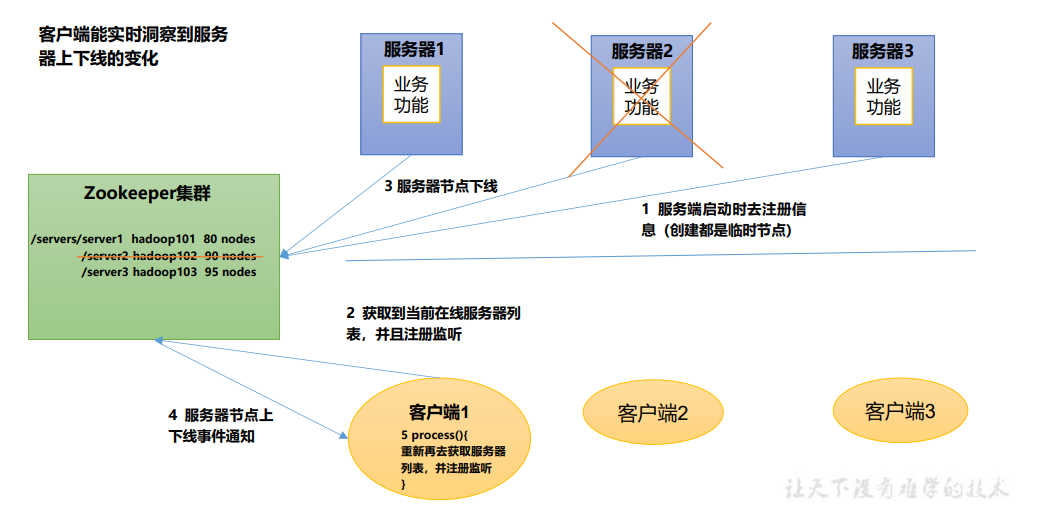 客户端能实时洞察到服务
器上下线的变化
服务器1
业务
功能
服务器2
业务
功能
服务器3
业务
功能
3 服务器节点下线
1 服务端启动时去注册信
息（创建都是临时节点）
Zookeeper集群
/servers/server1 hadoop101 80 nodes
/server2 hadoop102 90 nodes
/server3 hadoop103 95 nodes
2 获取到当前在线服务器列
表，并且注册监听
4 服务器节点上
下线事件通知
客户端1
5 process(){
重新再去获取服务器
列表，并注册监听
}
客户端2
客户端3
让天下没有难学的技术